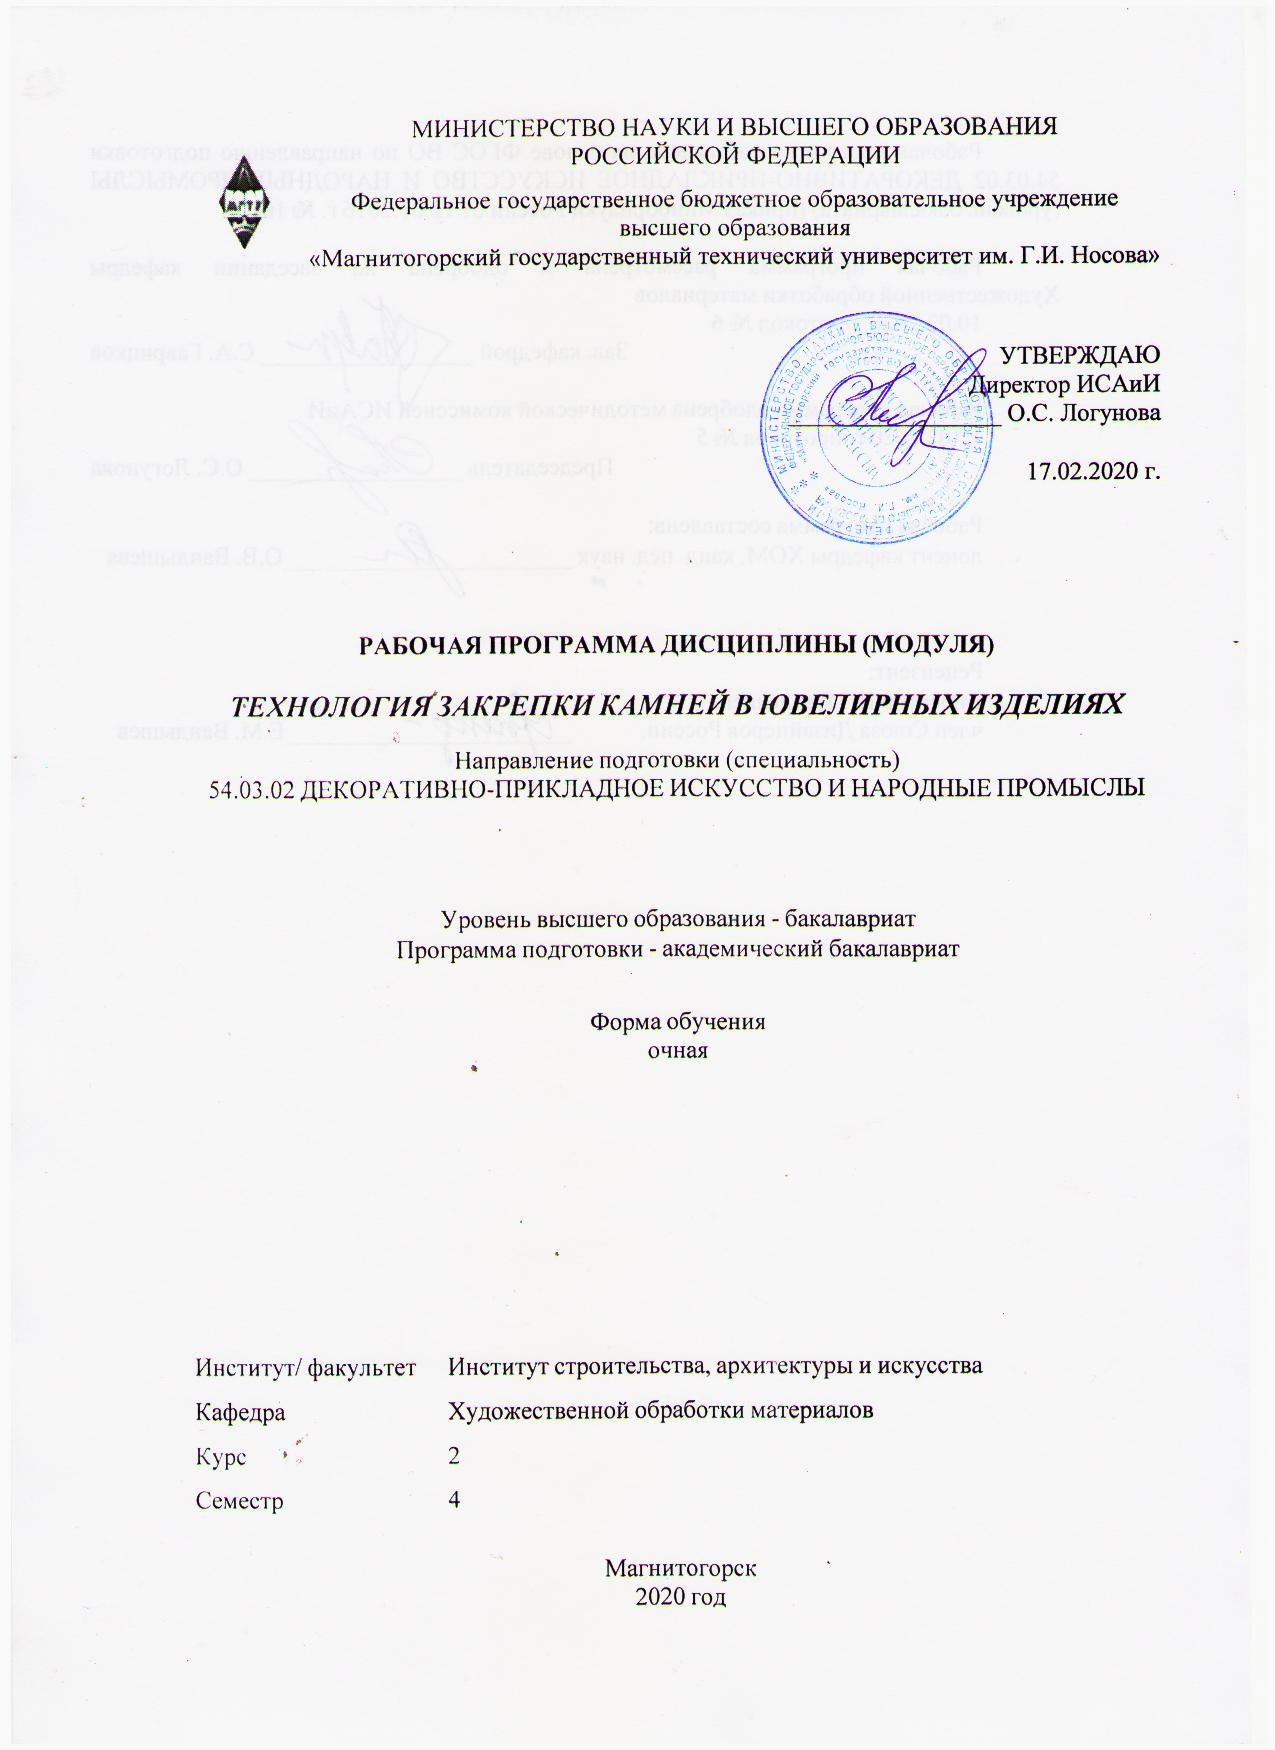 МИНИСТЕРСТВО НАУКИ И ВЫСШЕГО ОБРАЗОВАНИЯ
РОССИЙСКОЙ ФЕДЕРАЦИИ
Федеральное государственное бюджетное образовательное учреждение
высшего образования
«Магнитогорский государственный технический университет им. Г.И. Носова»
УТВЕРЖДАЮ
Директор ИСАиИ
О.С. Логунова
17.02.2020 г.
РАБОЧАЯ ПРОГРАММА ДИСЦИПЛИНЫ (МОДУЛЯ)
ТЕХНОЛОГИЯ ЗАКРЕПКИ КАМНЕЙ В ЮВЕЛИРНЫХ ИЗДЕЛИЯХ
Направление подготовки (специальность)
54.03.02 ДЕКОРАТИВНО-ПРИКЛАДНОЕ ИСКУССТВО И НАРОДНЫЕ ПРОМЫСЛЫ
Уровень высшего образования - бакалавриат
Программа подготовки - академический бакалавриат
Форма обучения
очная
Институт/ факультет Институт строительства, архитектуры и искусства
Кафедра Художественной обработки материалов
Курс 2
Семестр 4
Магнитогорск
2020 год